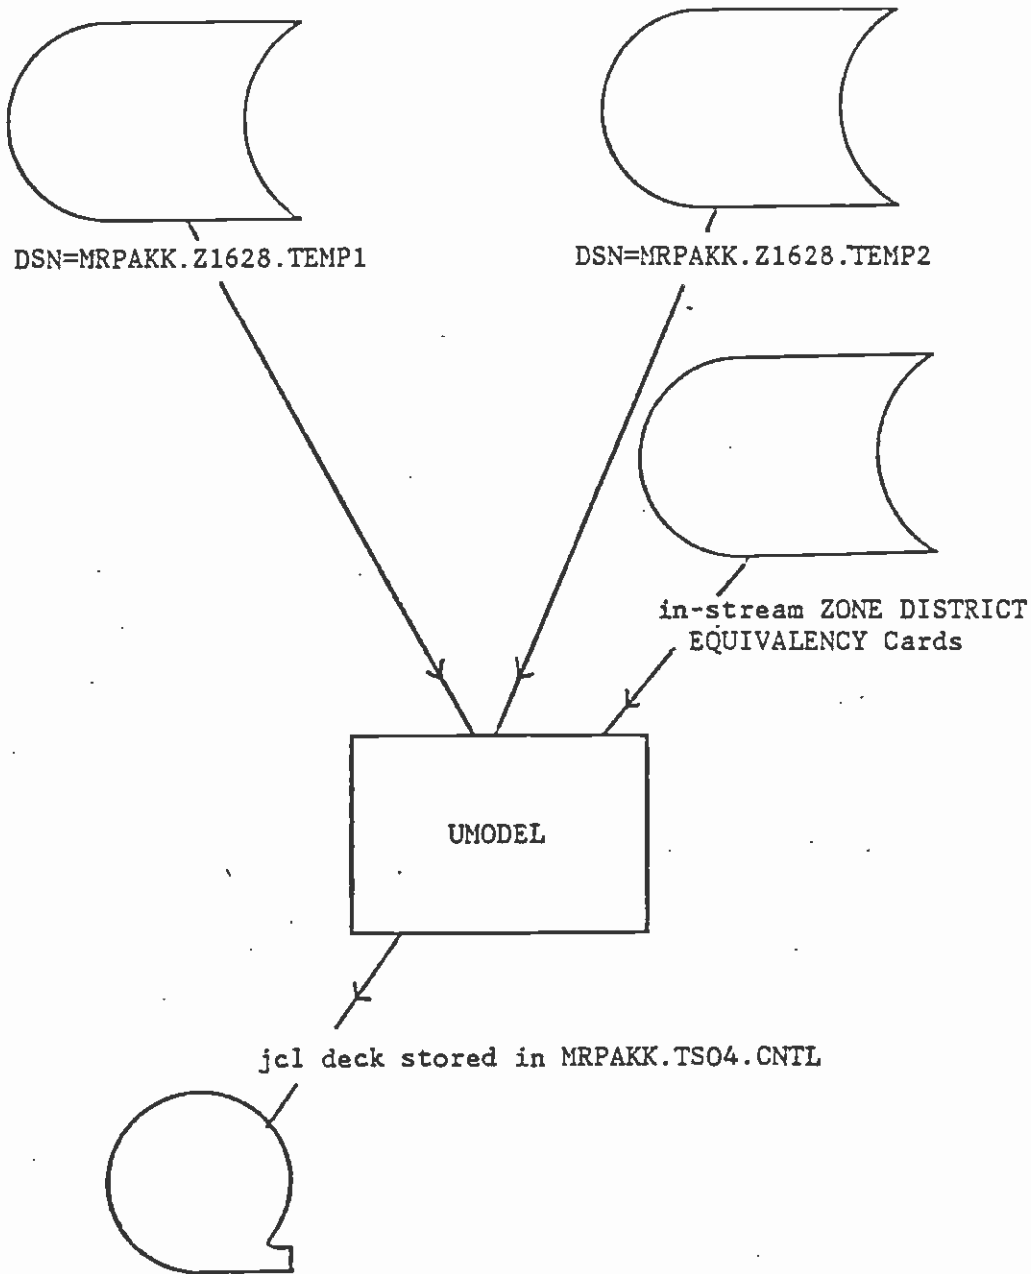 DSN=MRPAKK.Z1628.TEMP1
DSN=MRPAKK.Z1628.TEMP2
in-stream ZONE DISTRICT
EQUIVALENCY Cards
UMODEL
jcl deck stored in MRPAKK.TSO4.CNTL